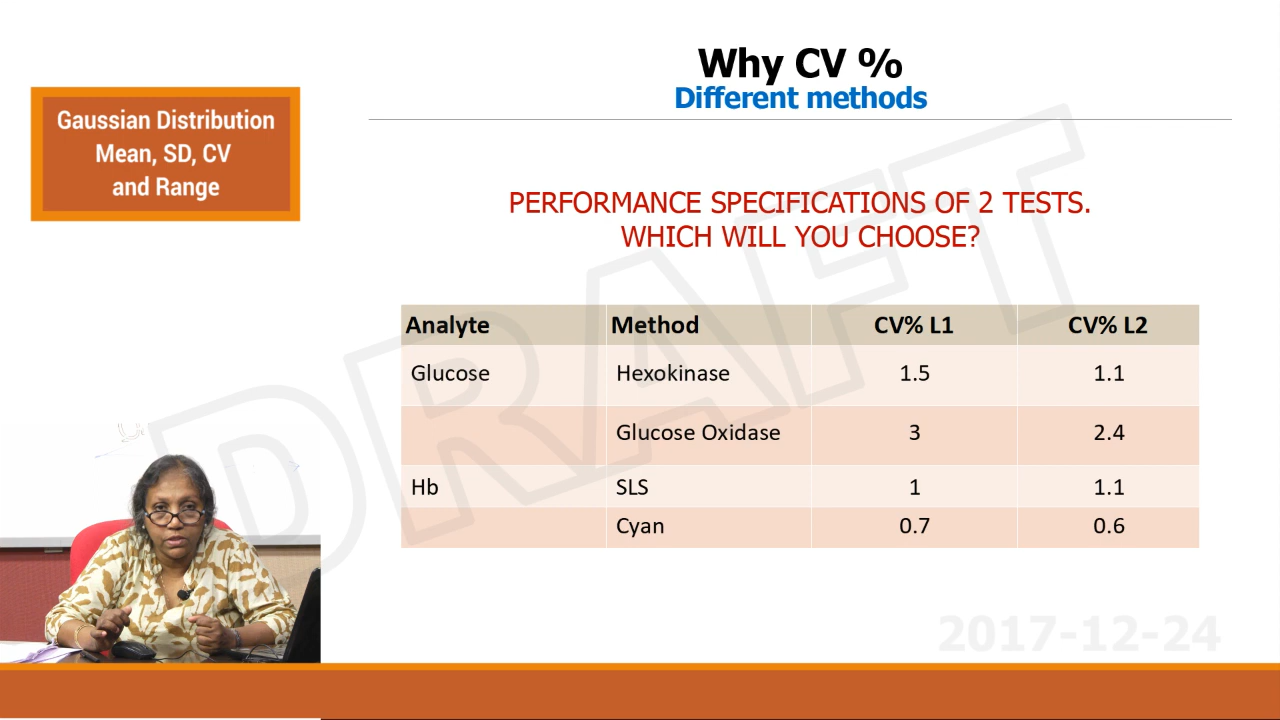 Why CV %
Different methods
Gaussian Distribution
Mean, SD, CV
and Range
PERFORMANCE SPECIFICATIONS OF 2 TESTS.
WHICH WILL YOU CHOOSE?
Analyte Method CV% L1 CV% L2
Glucose Hexokinase 1.5 1.1
Glucose Oxidase 3 2.4
Hb SLS 1 1.1
Cyan 0.7 0.6
DRAFT
2017-12-24